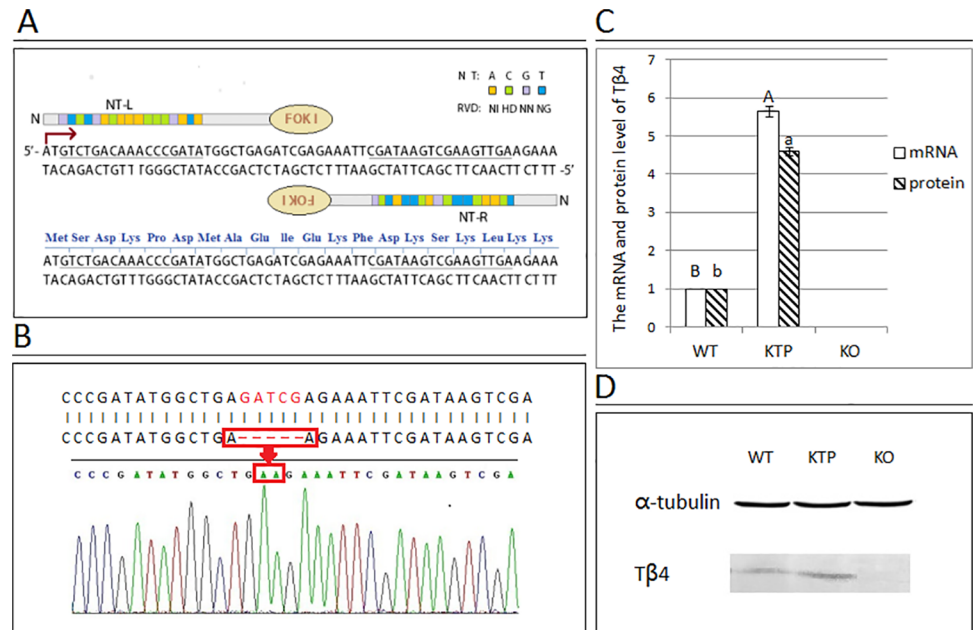 A
NT: A C G T
RVD: NI HD NN NG
NT-L
N
FOK I
5'- ATGTCTGACAAACCCGATATGGCTGAGATCGAGAAATTCGATAAGTCGAAGTTGAAGAAA
TACAGACTGTTTGGGCTATACCGACTCTAGCTCTTTAAGCTATTCAGCTTCAACTTCTTT -5'
FOK I
N
NT-R
Met Ser Asp Lys Pro Asp Met Ala Glu Ile Glu Lys Phe Asp Lys Ser Lys Leu Lys Lys
ATGTCTGACAAACCCGATATGGCTGAGATCGAGAAATTCGATAAGTCGAAGTTGAAGAAA
TACAGACTGTTTGGGCTATACCGACTCTAGCTCTTTAAGCTATTCAGCTTCAACTTCTTT
B
CCCGATATGGCTGAGATCGAGAAATTCGATAAGTCGA
CCCGATATGGCTGA-----AGAAATTCGATAAGTCGA
C C C G A T A T G G C T G A A G A A A T T C G A T A A G T C G A
C
The mRNA and protein level of Tβ4
7
6
5
4
3
2
1
0
A
a
B b
WT KTP KO
mRNA
protein
D
WT KTP KO
α-tubulin
Tβ4